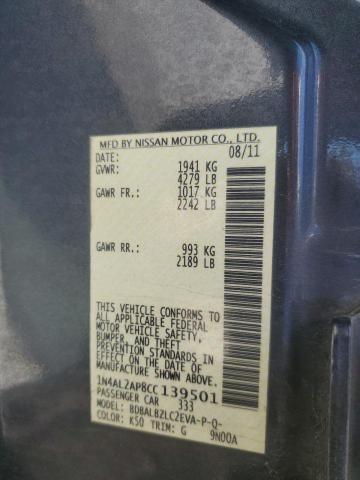 MFD BY NISSAN MOTOR CO., LTD.
DATE: 08/11
GVWR: 1941 KG
4279 LB
GAWR FR: 1017 KG
2242 LB
GAWR RR: 993 KG
2189 LB
THIS VEHICLE CONFORMS TO
ALL APPLICABLE FEDERAL
MOTOR VEHICLE SAFETY,
BUMPER, AND THEFT
PREVENTION STANDARDS IN
EFFECT ON THE DATE OF
MANUFACTURE SHOWN ABOVE.
1N4AL2AP8CC139501
PASSENGER CAR 333
MODEL: BDBALBZLC2EVA-P-Q-
COLOR: K50 TRIM: G 9N00A